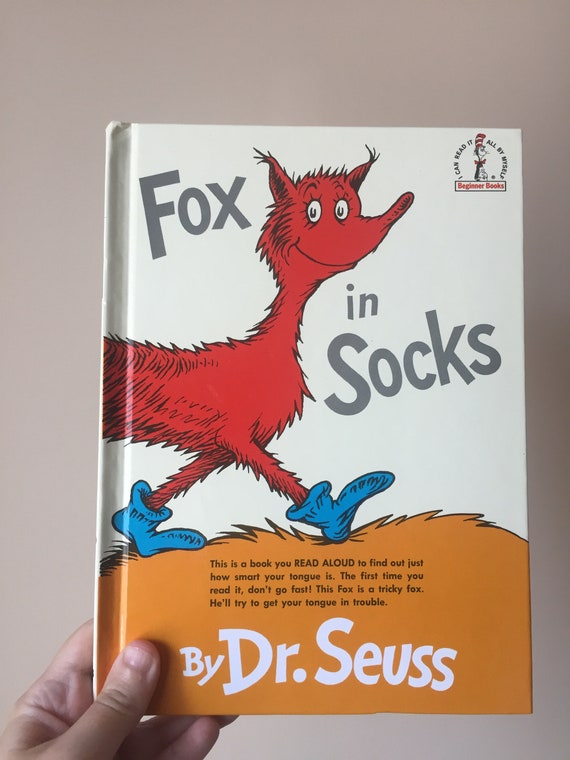 I CAN READ IT ALL BY MYSELF
Beginner Books
Fox
in
Socks
This is a book you READ ALOUD to find out just
how smart your tongue is. The first time you
read it, don't go fast! This Fox is a tricky fox.
He'll try to get your tongue in trouble.
By Dr. Seuss